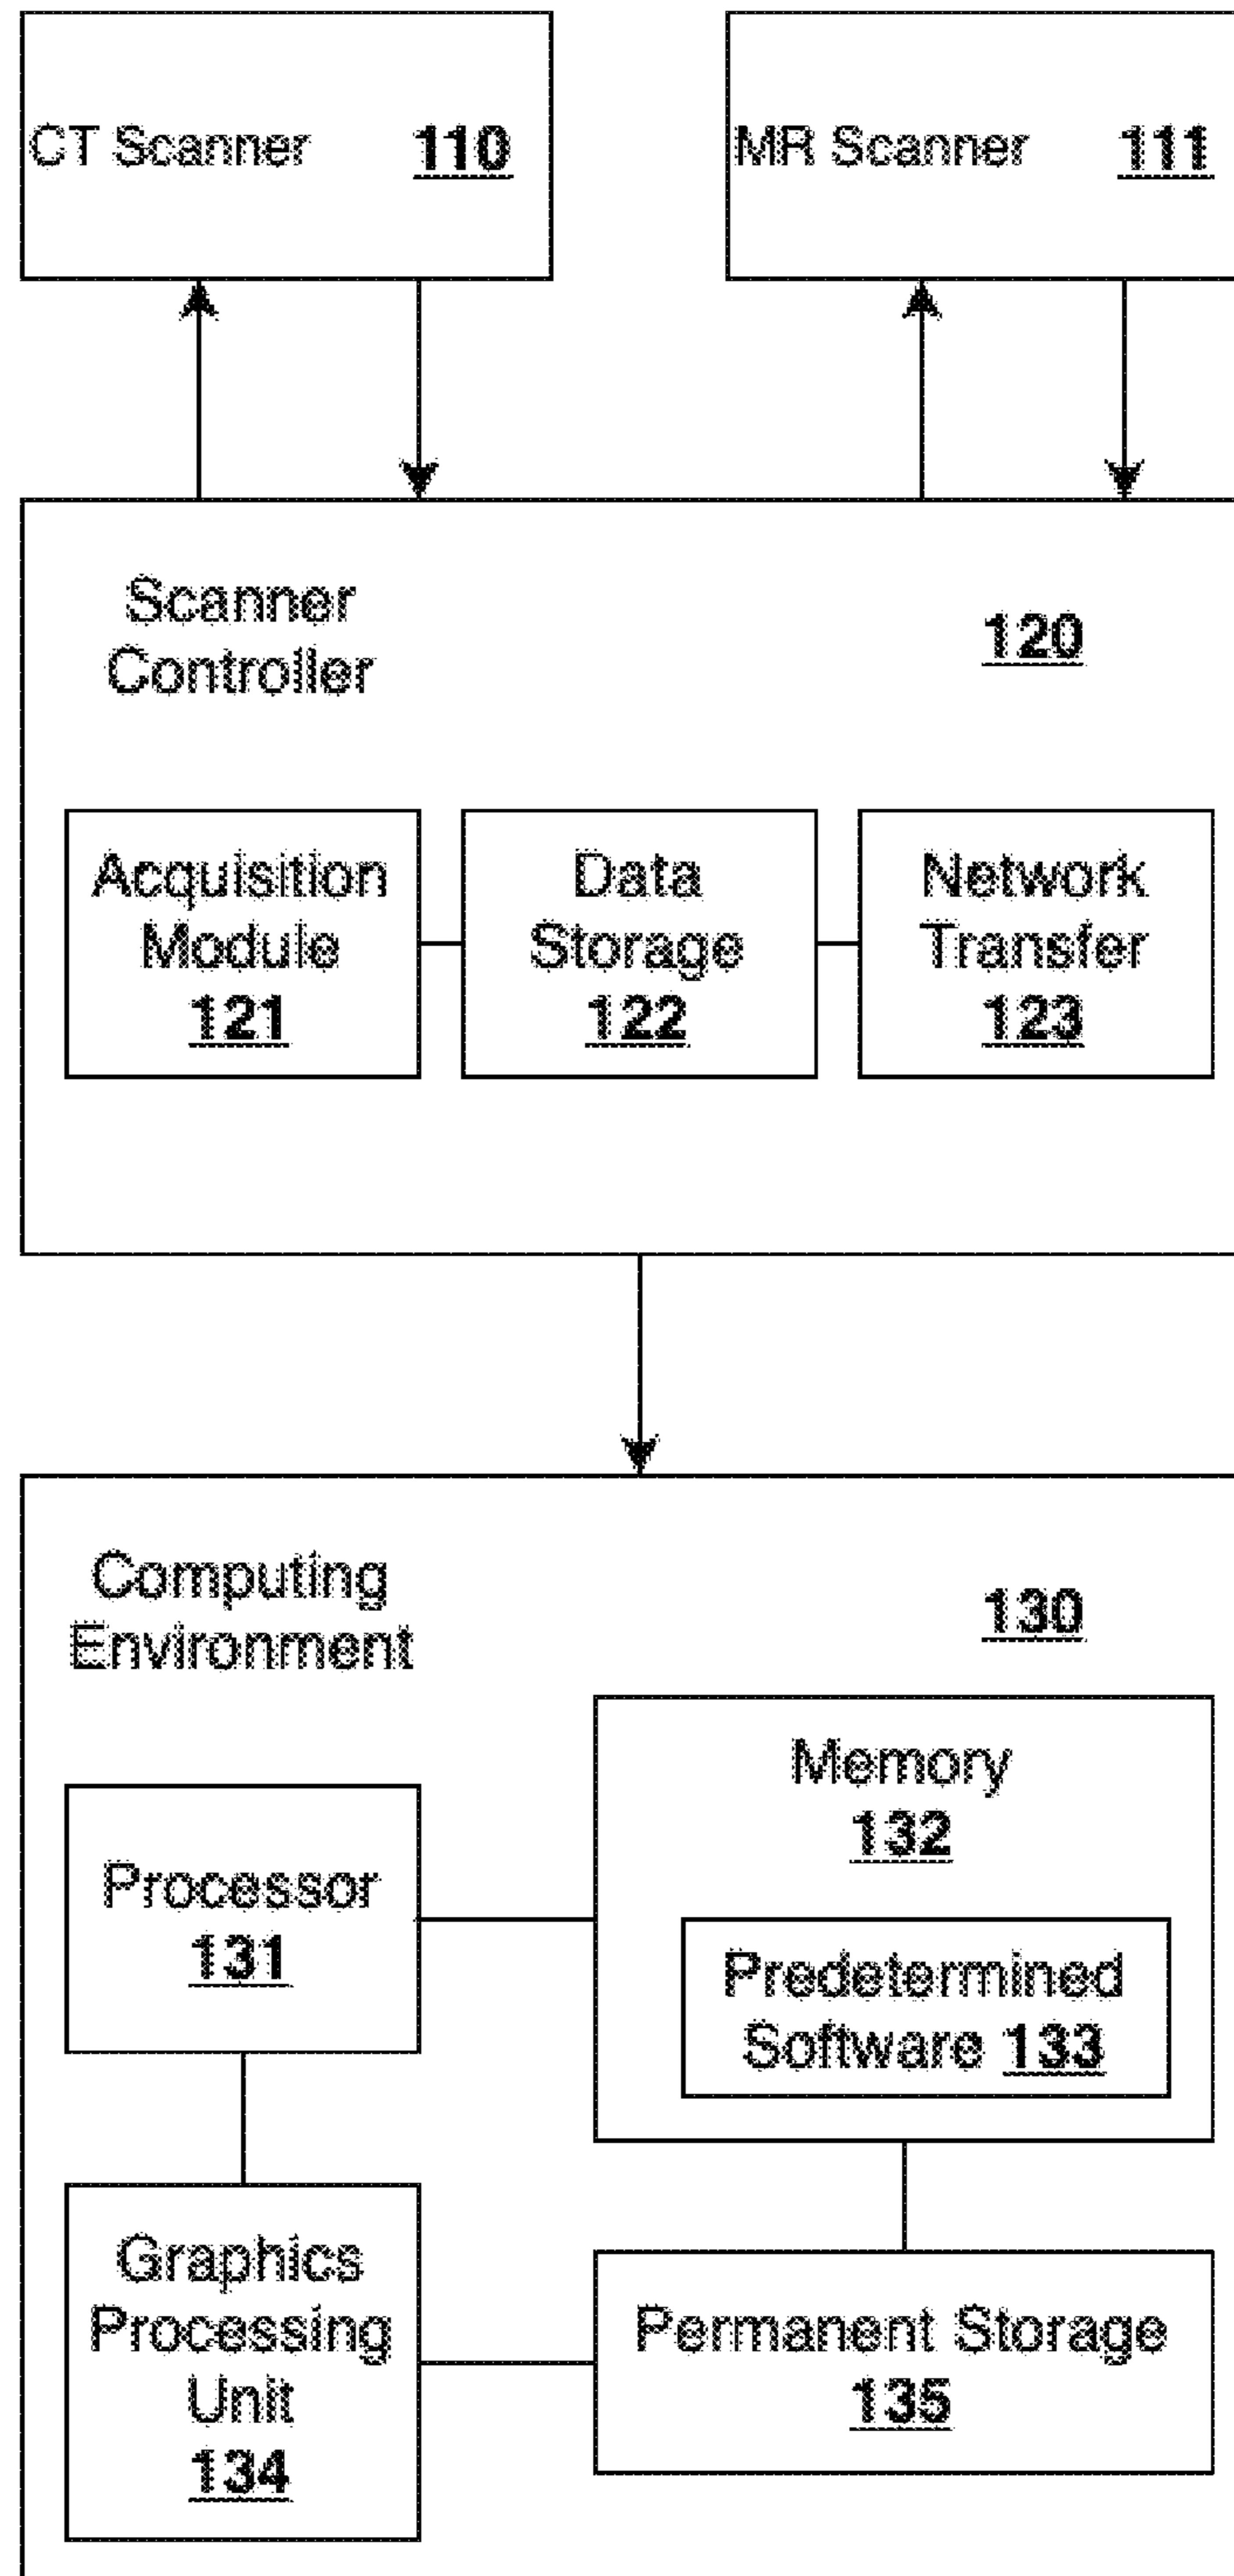 CT Scanner 110
MR Scanner 111
Scanner
Controller
120
Acquisition
Module
121
Data
Storage
122
Network
Transfer
123
Computing
Environment
130
Processor
131
Memory
132
Predetermined
Software 133
Graphics
Processing
Unit
134
Permanent Storage
135